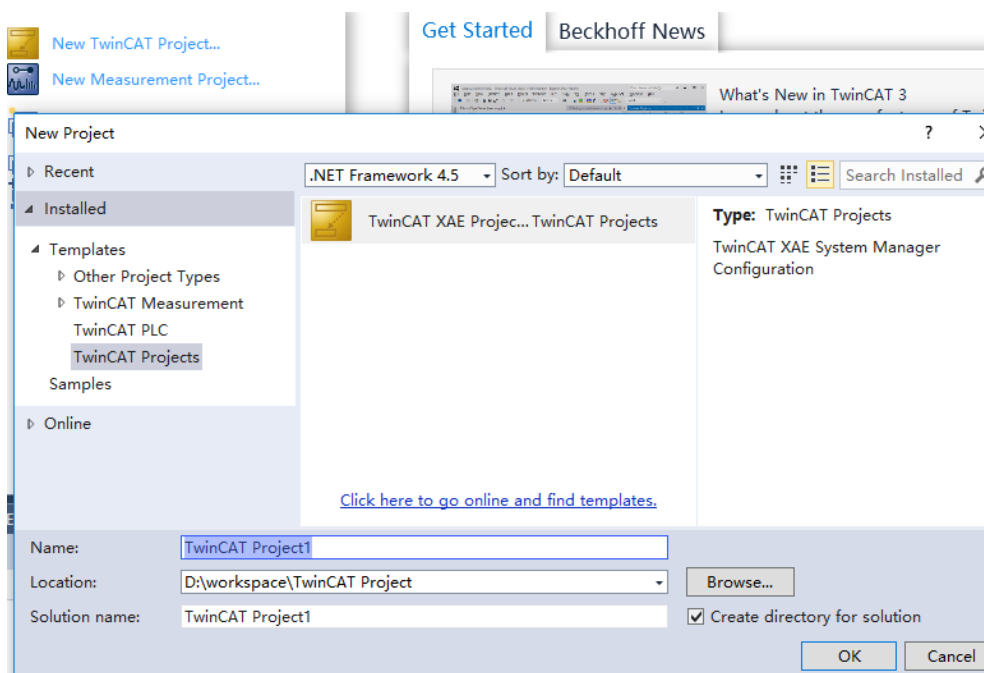 Get Started
Beckhoff News
New TwinCAT Project...
New Measurement Project...
What's New in TwinCAT 3
New Project
?
Recent
.NET Framework 4.5
Sort by:
Default
Search Installed
Installed
TwinCAT XAE Projec...
TwinCAT Projects
Type: TwinCAT Projects
TwinCAT XAE System Manager
Configuration
Templates
Other Project Types
TwinCAT Measurement
TwinCAT PLC
TwinCAT Projects
Samples
Online
Click here to go online and find templates.
Name:
TwinCAT Project1
Location:
D:\workspace\TwinCAT Project
Browse...
Solution name:
TwinCAT Project1
Create directory for solution
OK
Cancel